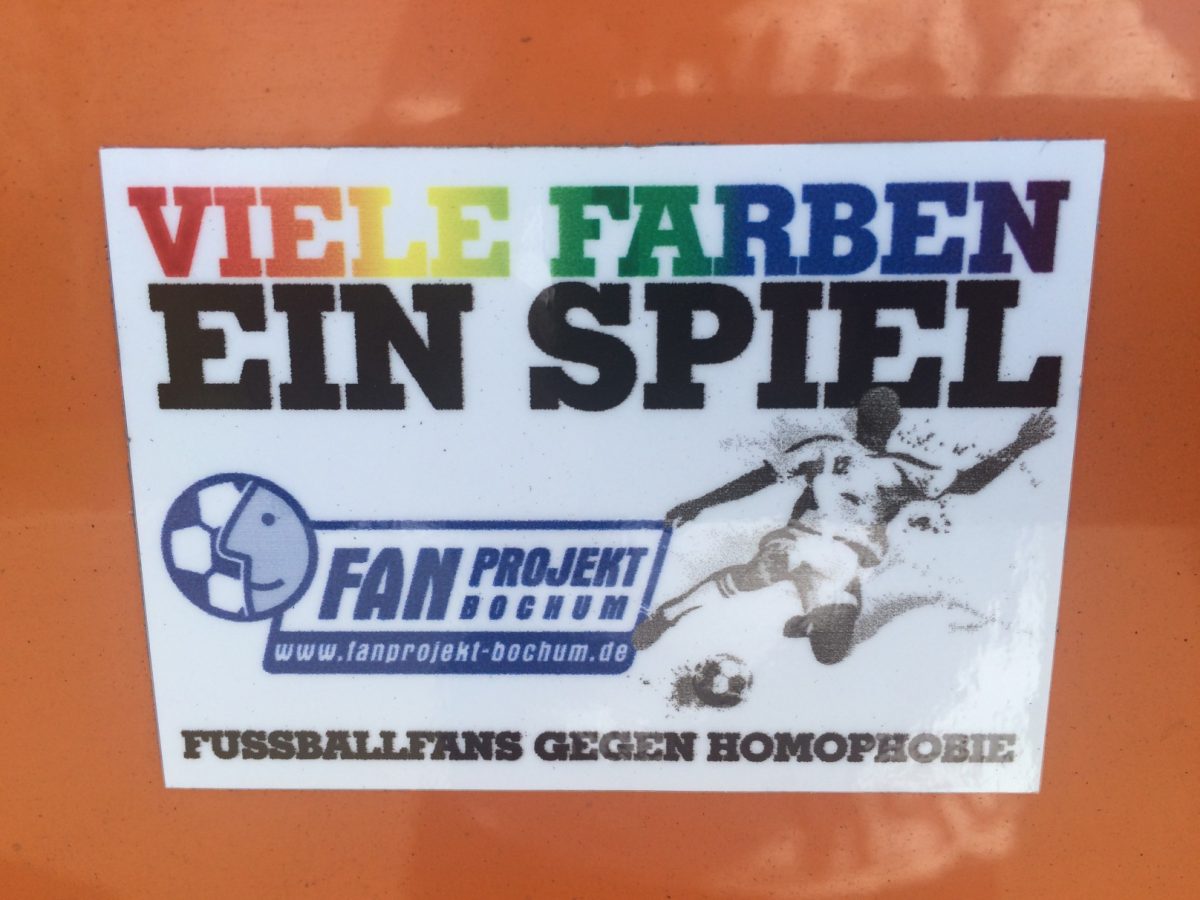 VIELE FARBEN
EIN SPIEL
FAN PROJEKT
BOCHUM
www.fanprojekt-bochum.de
FUSSBALLFANS GEGEN HOMOPHOBIE